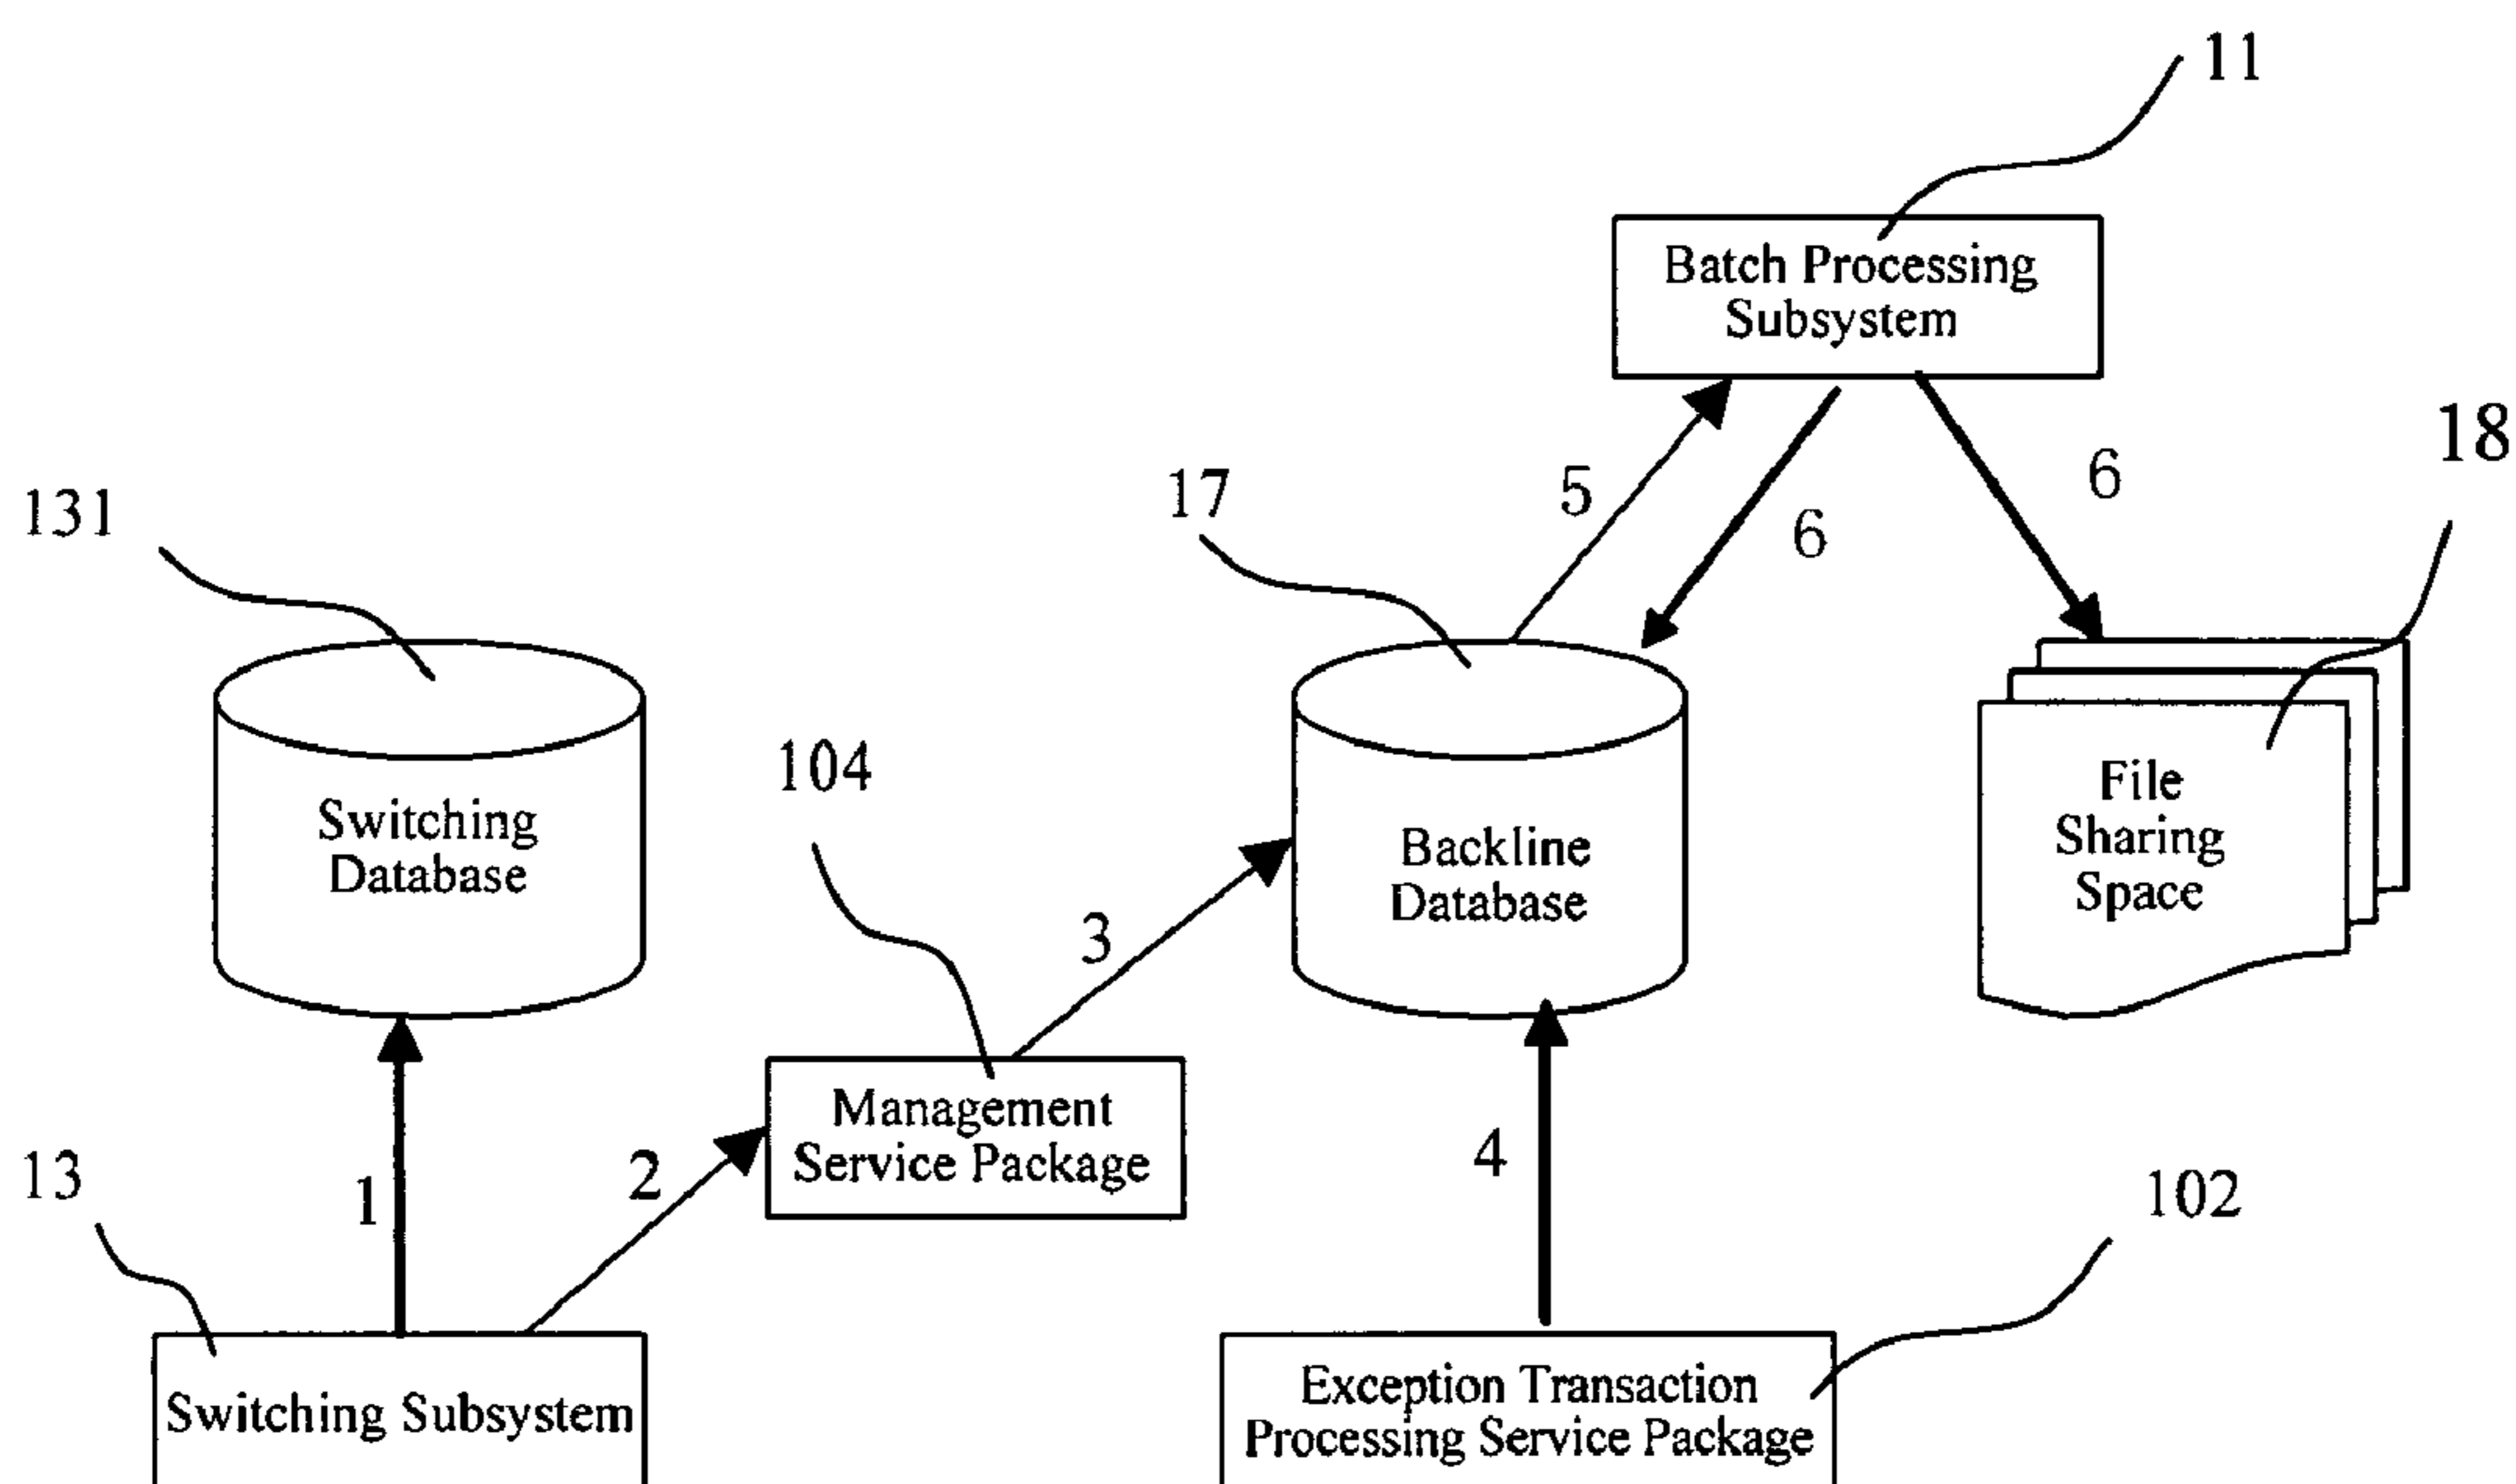 11
Batch Processing
Subsystem
18
5
6
6
17
131
104
Switching
Database
Backline
Database
File
Sharing
Space
3
Management
Service Package
13
1
2
4
102
Switching Subsystem
Exception Transaction
Processing Service Package